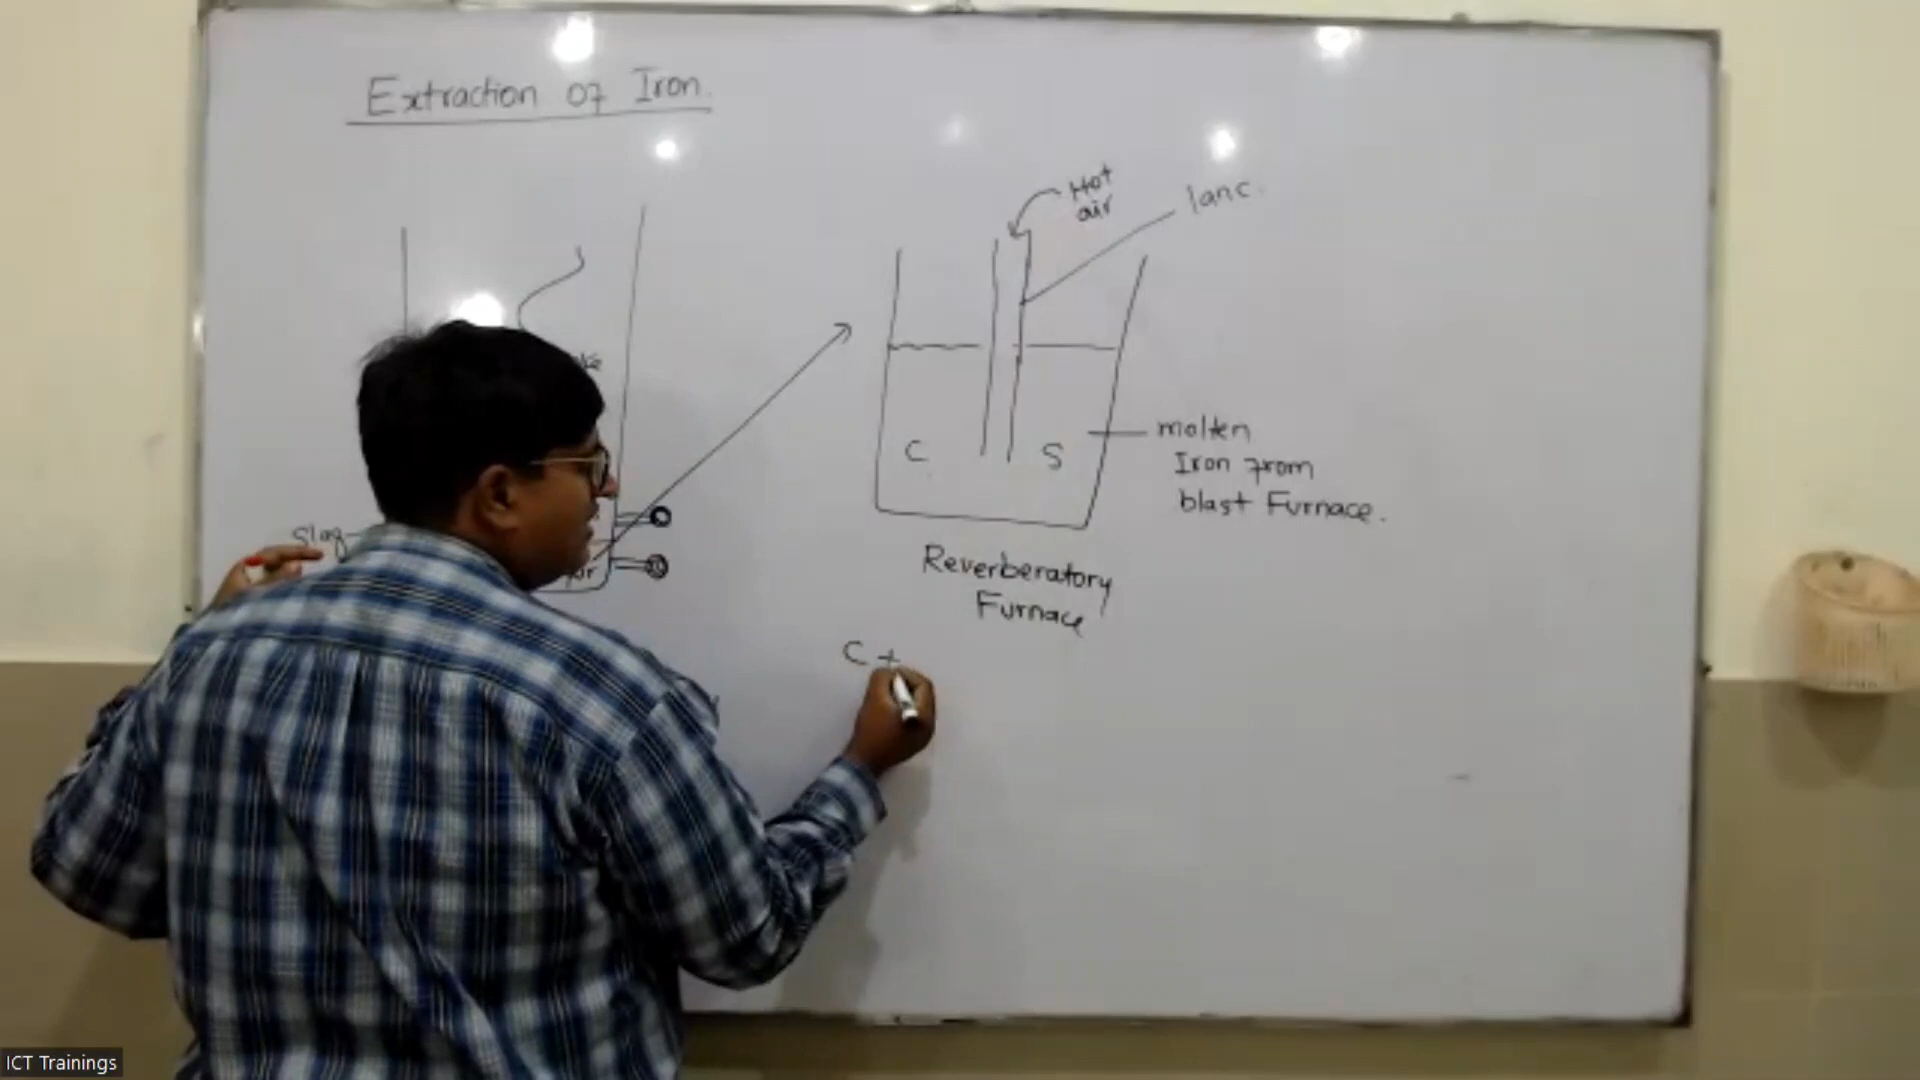 Extraction of Iron.
Hot
air
lanc.
Slag
C
S
molten
Iron from
blast Furnace.
Reverberatory
Furnace
C +
ICT Trainings